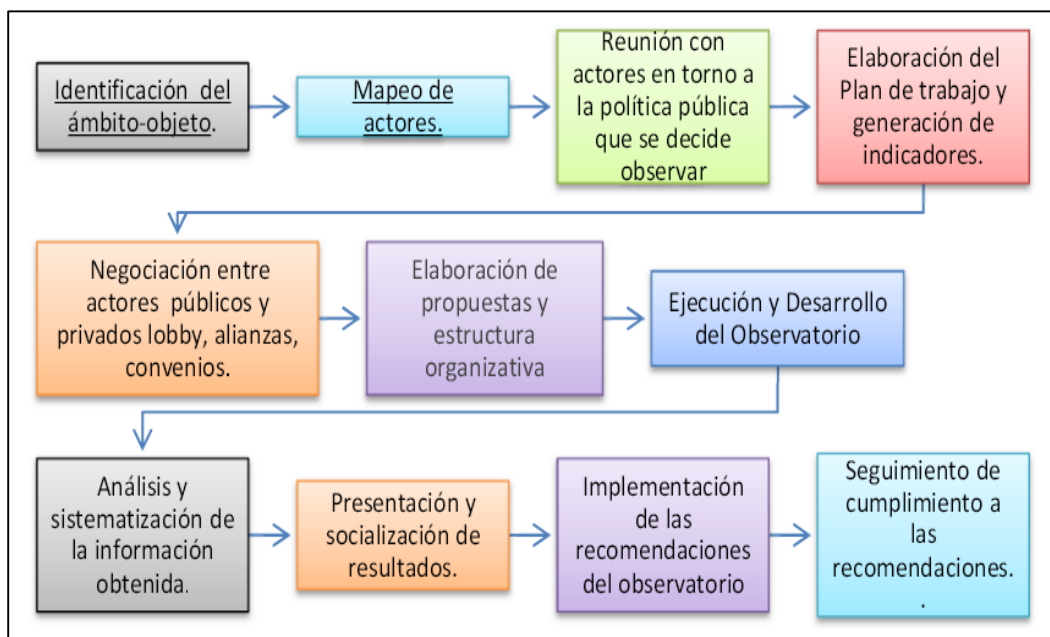 Identificación del
ámbito-objeto.
Mapeo de
actores.
Reunión con
actores en torno a
la política pública
que se decide
observar
Elaboración del
Plan de trabajo y
generación de
indicadores.
Negociación entre
actores públicos y
privados lobby, alianzas,
convenios.
Elaboración de
propuestas y
estructura
organizativa
Ejecución y Desarrollo
del Observatorio
Análisis y
sistematización de
la información
obtenida.
Presentación y
socialización de
resultados.
Implementación
de las
recomendaciones
del observatorio
Seguimiento de
cumplimiento a
las
recomendaciones.
.